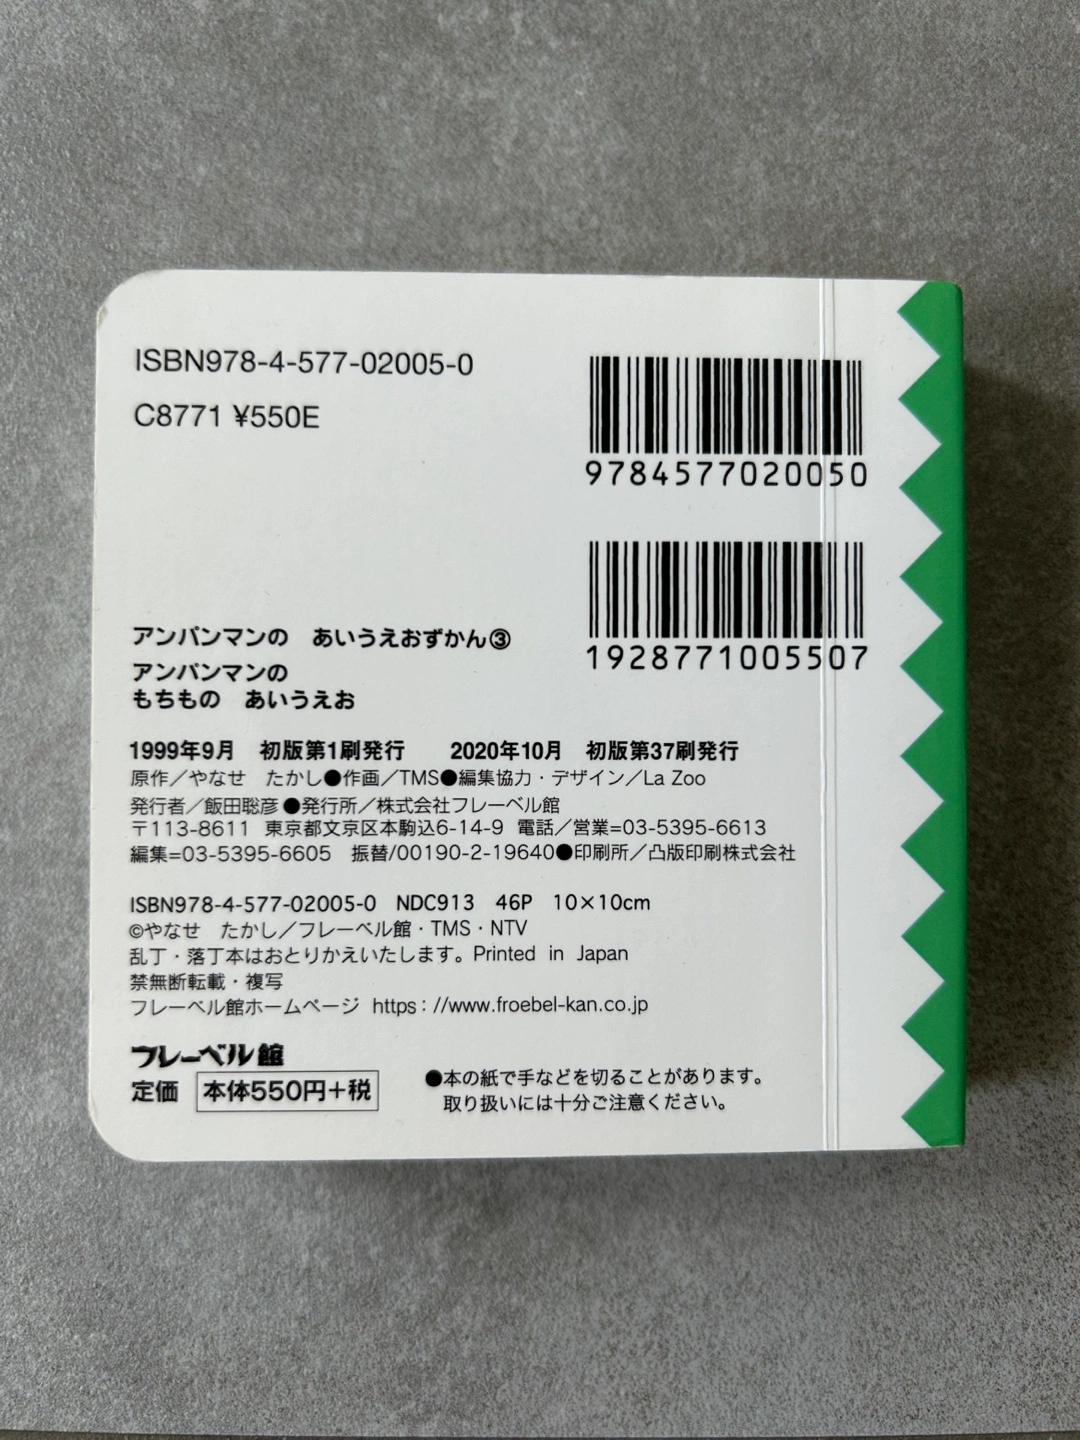 ISBN978-4-577-02005-0
C8771 ¥550E
9784577020050
1928771005507
アンパンマンの　あいうえおずかん③
アンパンマンの
もちもの　あいうえお
1999年9月　初版第1刷発行　　2020年10月　初版第37刷発行
原作／やなせ　たかし●作画／TMS●編集協力・デザイン／La Zoo
発行者／飯田聡彦●発行所／株式会社フレーベル館
〒113-8611　東京都文京区本駒込6-14-9　電話／営業=03-5395-6613
編集=03-5395-6605　振替/00190-2-19640●印刷所／凸版印刷株式会社
ISBN978-4-577-02005-0　NDC913　46P　10×10cm
©やなせ　たかし／フレーベル館・TMS・NTV
乱丁・落丁本はおとりかえいたします。Printed in Japan
禁無断転載・複写
フレーベル館ホームページ　https://www.froebel-kan.co.jp
フレーベル館
定価　本体550円+税
●本の紙で手などを切ることがあります。
取り扱いには十分ご注意ください。